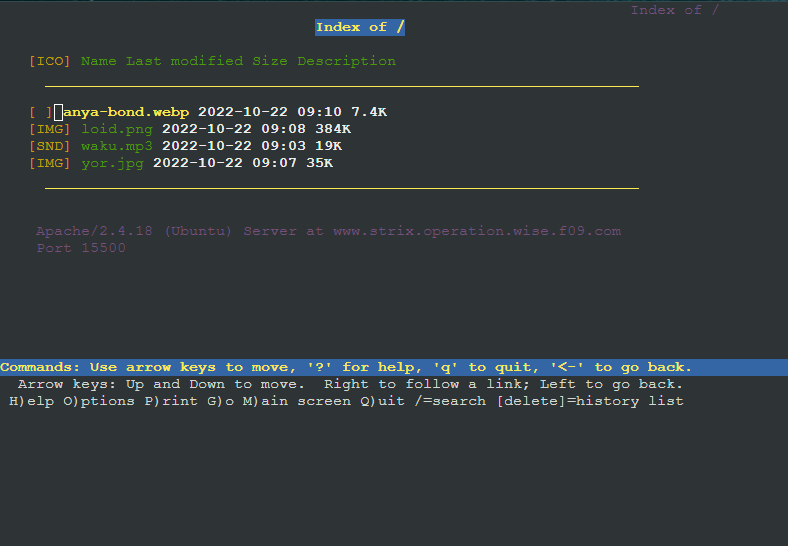 Index of /
Index of /
[ICO] Name Last modified Size Description
[ ] anya-bond.webp 2022-10-22 09:10 7.4K
[IMG] loid.png 2022-10-22 09:08 384K
[SND] waku.mp3 2022-10-22 09:03 19K
[IMG] yor.jpg 2022-10-22 09:07 35K
Apache/2.4.18 (Ubuntu) Server at www.strix.operation.wise.f09.com
Port 15500
Commands: Use arrow keys to move, '?' for help, 'q' to quit, '<-' to go back.
Arrow keys: Up and Down to move.  Right to follow a link; Left to go back.
H)elp O)ptions P)rint G)o M)ain screen Q)uit /=search [delete]=history list